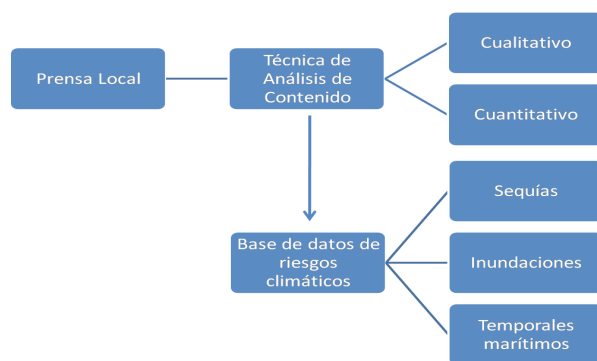 Prensa Local
Técnica de
Análisis de
Contenido
Cualitativo
Cuantitativo
Base de datos de
riesgos
climáticos
Sequías
Inundaciones
Temporales
marítimos